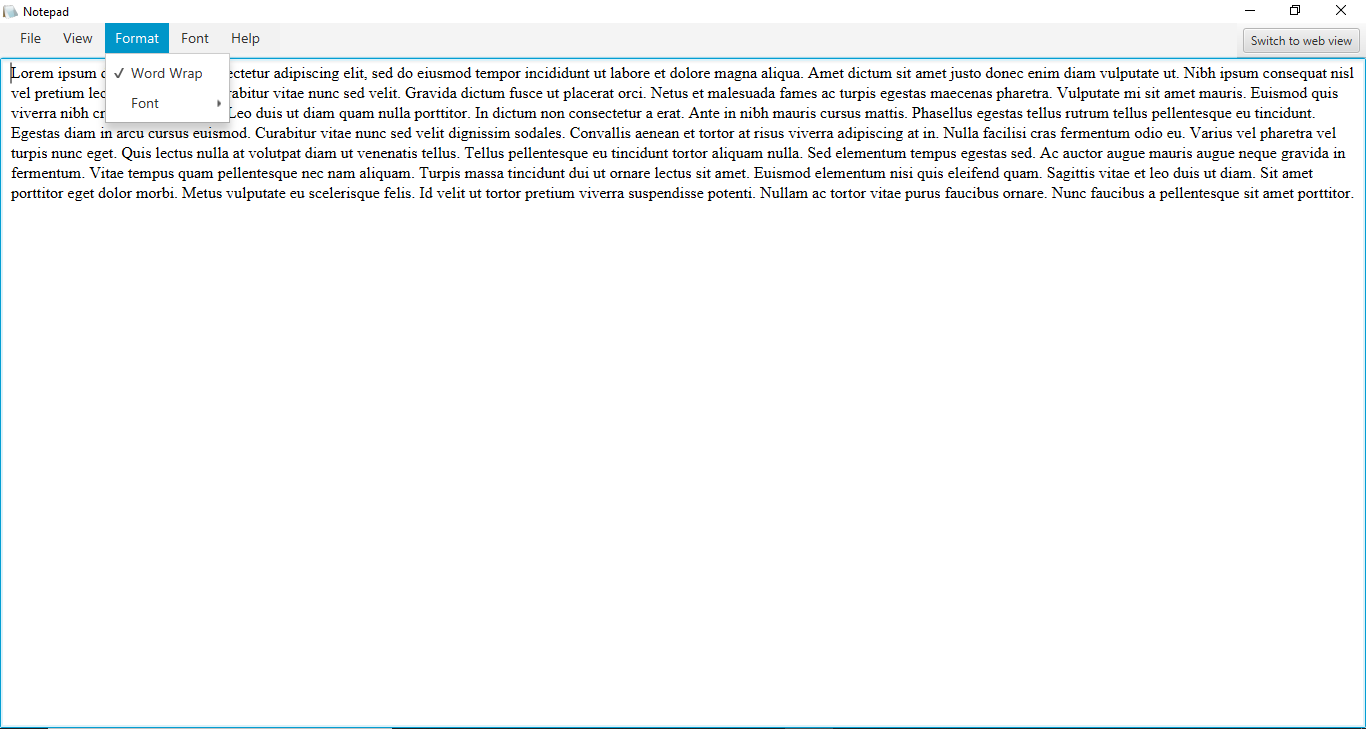 Notepad
File View Format Font Help
Switch to web view
Word Wrap
Font
Lorem ipsum ectetur adipiscing elit, sed do eiusmod tempor incididunt ut labore et dolore magna aliqua. Amet dictum sit amet justo donec enim diam vulputate ut. Nibh ipsum consequat nisl
vel pretium rabitur vitae nunc sed velit. Gravida dictum fusce ut placerat orci. Netus et malesuada fames ac turpis egestas maecenas pharetra. Vulputate mi sit amet mauris. Euismod quis
viverra nibh Leo duis ut diam quam nulla porttitor. In dictum non consectetur a erat. Ante in nibh mauris cursus mattis. Phasellus egestas tellus rutrum tellus pellentesque eu tincidunt.
Egestas diam in arcu cursus euismod. Curabitur vitae nunc sed velit dignissim sodales. Convallis aenean et tortor at risus viverra adipiscing at in. Nulla facilisi cras fermentum odio eu. Varius vel pharetra vel
turpis nunc eget. Quis lectus nulla at volutpat diam ut venenatis tellus. Tellus pellentesque eu tincidunt tortor aliquam nulla. Sed elementum tempus egestas sed. Ac auctor augue mauris augue neque gravida in
fermentum. Vitae tempus quam pellentesque nec nam aliquam. Turpis massa tincidunt dui ut ornare lectus sit amet. Euismod elementum nisi quis eleifend quam. Sagittis vitae et leo duis ut diam. Sit amet
porttitor eget dolor morbi. Metus vulputate eu scelerisque felis. Id velit ut tortor pretium viverra suspendisse potenti. Nullam ac tortor vitae purus faucibus ornare. Nunc faucibus a pellentesque sit amet porttitor.